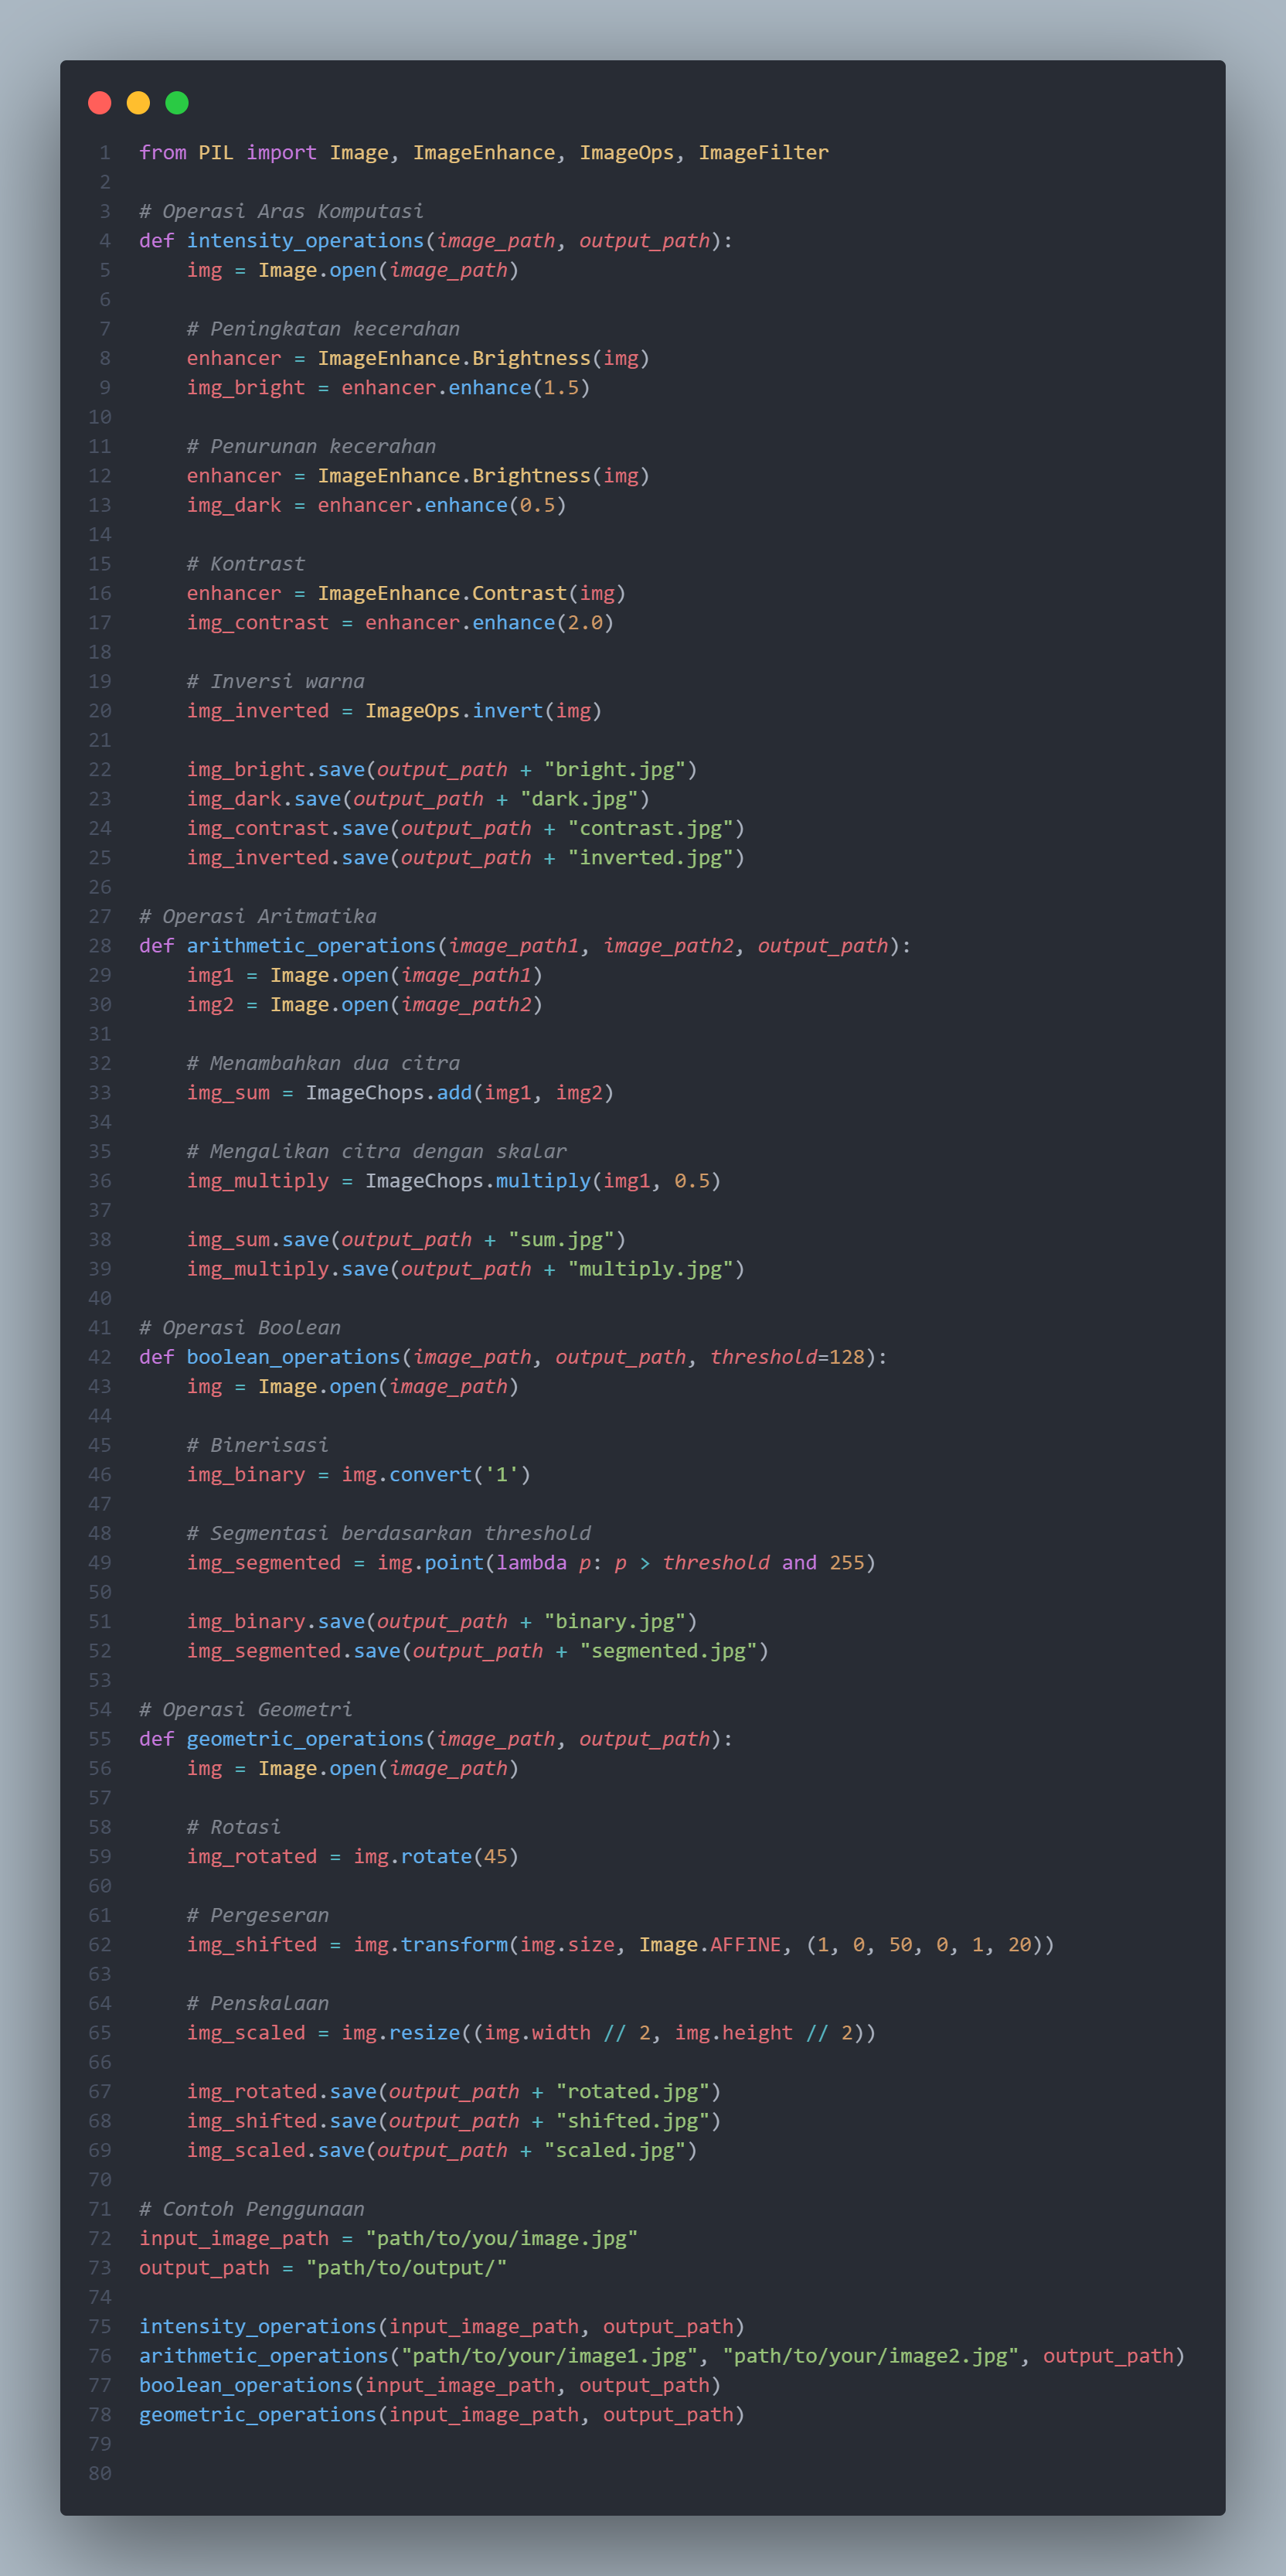 1 from PIL import Image, ImageEnhance, ImageOps, ImageFilter
2
3 # Operasi Aras Komputasi
4 def intensity_operations(image_path, output_path):
5     img = Image.open(image_path)
6
7     # Peningkatan kecerahan
8     enhancer = ImageEnhance.Brightness(img)
9     img_bright = enhancer.enhance(1.5)
10
11     # Penurunan kecerahan
12     enhancer = ImageEnhance.Brightness(img)
13     img_dark = enhancer.enhance(0.5)
14
15     # Kontrast
16     enhancer = ImageEnhance.Contrast(img)
17     img_contrast = enhancer.enhance(2.0)
18
19     # Inversi warna
20     img_inverted = ImageOps.invert(img)
21
22     img_bright.save(output_path + "bright.jpg")
23     img_dark.save(output_path + "dark.jpg")
24     img_contrast.save(output_path + "contrast.jpg")
25     img_inverted.save(output_path + "inverted.jpg")
26
27 # Operasi Aritmatika
28 def arithmetic_operations(image_path1, image_path2, output_path):
29     img1 = Image.open(image_path1)
30     img2 = Image.open(image_path2)
31
32     # Menambahkan dua citra
33     img_sum = ImageChops.add(img1, img2)
34
35     # Mengalikan citra dengan skalar
36     img_multiply = ImageChops.multiply(img1, 0.5)
37
38     img_sum.save(output_path + "sum.jpg")
39     img_multiply.save(output_path + "multiply.jpg")
40
41 # Operasi Boolean
42 def boolean_operations(image_path, output_path, threshold=128):
43     img = Image.open(image_path)
44
45     # Binerisasi
46     img_binary = img.convert('1')
47
48     # Segmentasi berdasarkan threshold
49     img_segmented = img.point(lambda p: p > threshold and 255)
50
51     img_binary.save(output_path + "binary.jpg")
52     img_segmented.save(output_path + "segmented.jpg")
53
54 # Operasi Geometri
55 def geometric_operations(image_path, output_path):
56     img = Image.open(image_path)
57
58     # Rotasi
59     img_rotated = img.rotate(45)
60
61     # Pergeseran
62     img_shifted = img.transform(img.size, Image.AFFINE, (1, 0, 50, 0, 1, 20))
63
64     # Penskalaan
65     img_scaled = img.resize((img.width // 2, img.height // 2))
66
67     img_rotated.save(output_path + "rotated.jpg")
68     img_shifted.save(output_path + "shifted.jpg")
69     img_scaled.save(output_path + "scaled.jpg")
70
71 # Contoh Penggunaan
72 input_image_path = "path/to/you/image.jpg"
73 output_path = "path/to/output/"
74
75 intensity_operations(input_image_path, output_path)
76 arithmetic_operations("path/to/your/image1.jpg", "path/to/your/image2.jpg", output_path)
77 boolean_operations(input_image_path, output_path)
78 geometric_operations(input_image_path, output_path)
79
80